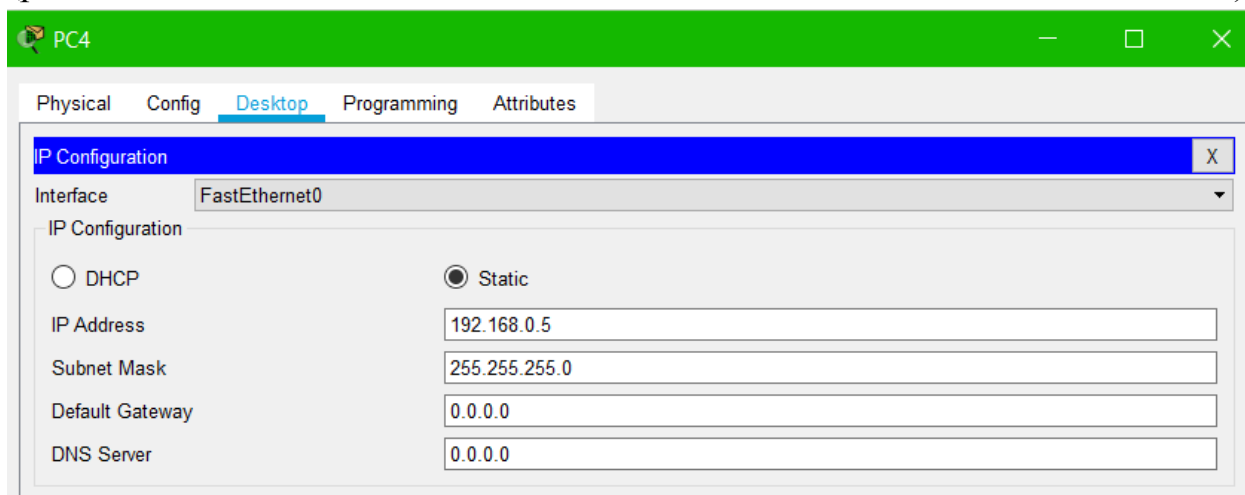 PC4
Physical Config Desktop Programming Attributes
IP Configuration X
Interface FastEthernet0
IP Configuration
DHCP Static
IP Address 192.168.0.5
Subnet Mask 255.255.255.0
Default Gateway 0.0.0.0
DNS Server 0.0.0.0